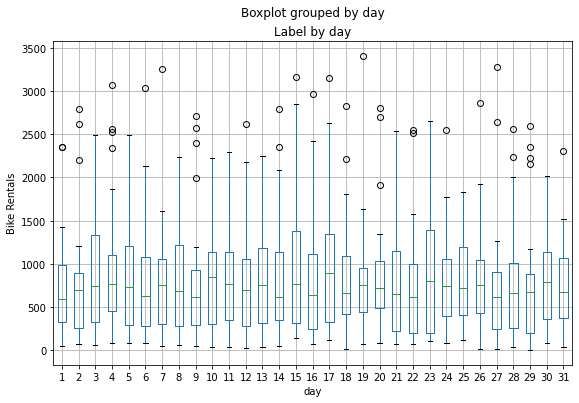 Boxplot grouped by day
Label by day
3500
3000
2500
2000
1500
1000
500
0
Bike Rentals
1 2 3 4 5 6 7 8 9 10 11 12 13 14 15 16 17 18 19 20 21 22 23 24 25 26 27 28 29 30 31
day